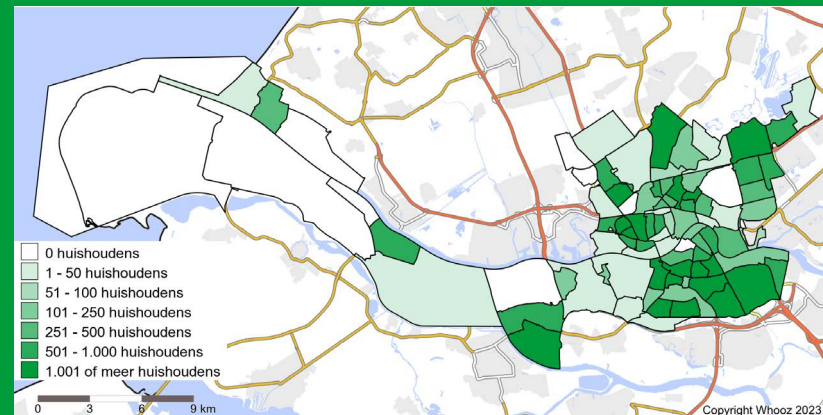 0 huishoudens
1 - 50 huishoudens
51 - 100 huishoudens
101 - 250 huishoudens
251 - 500 huishoudens
501 - 1.000 huishoudens
1.001 of meer huishoudens
0 3 6 9 km
Copyright Whooz 2023